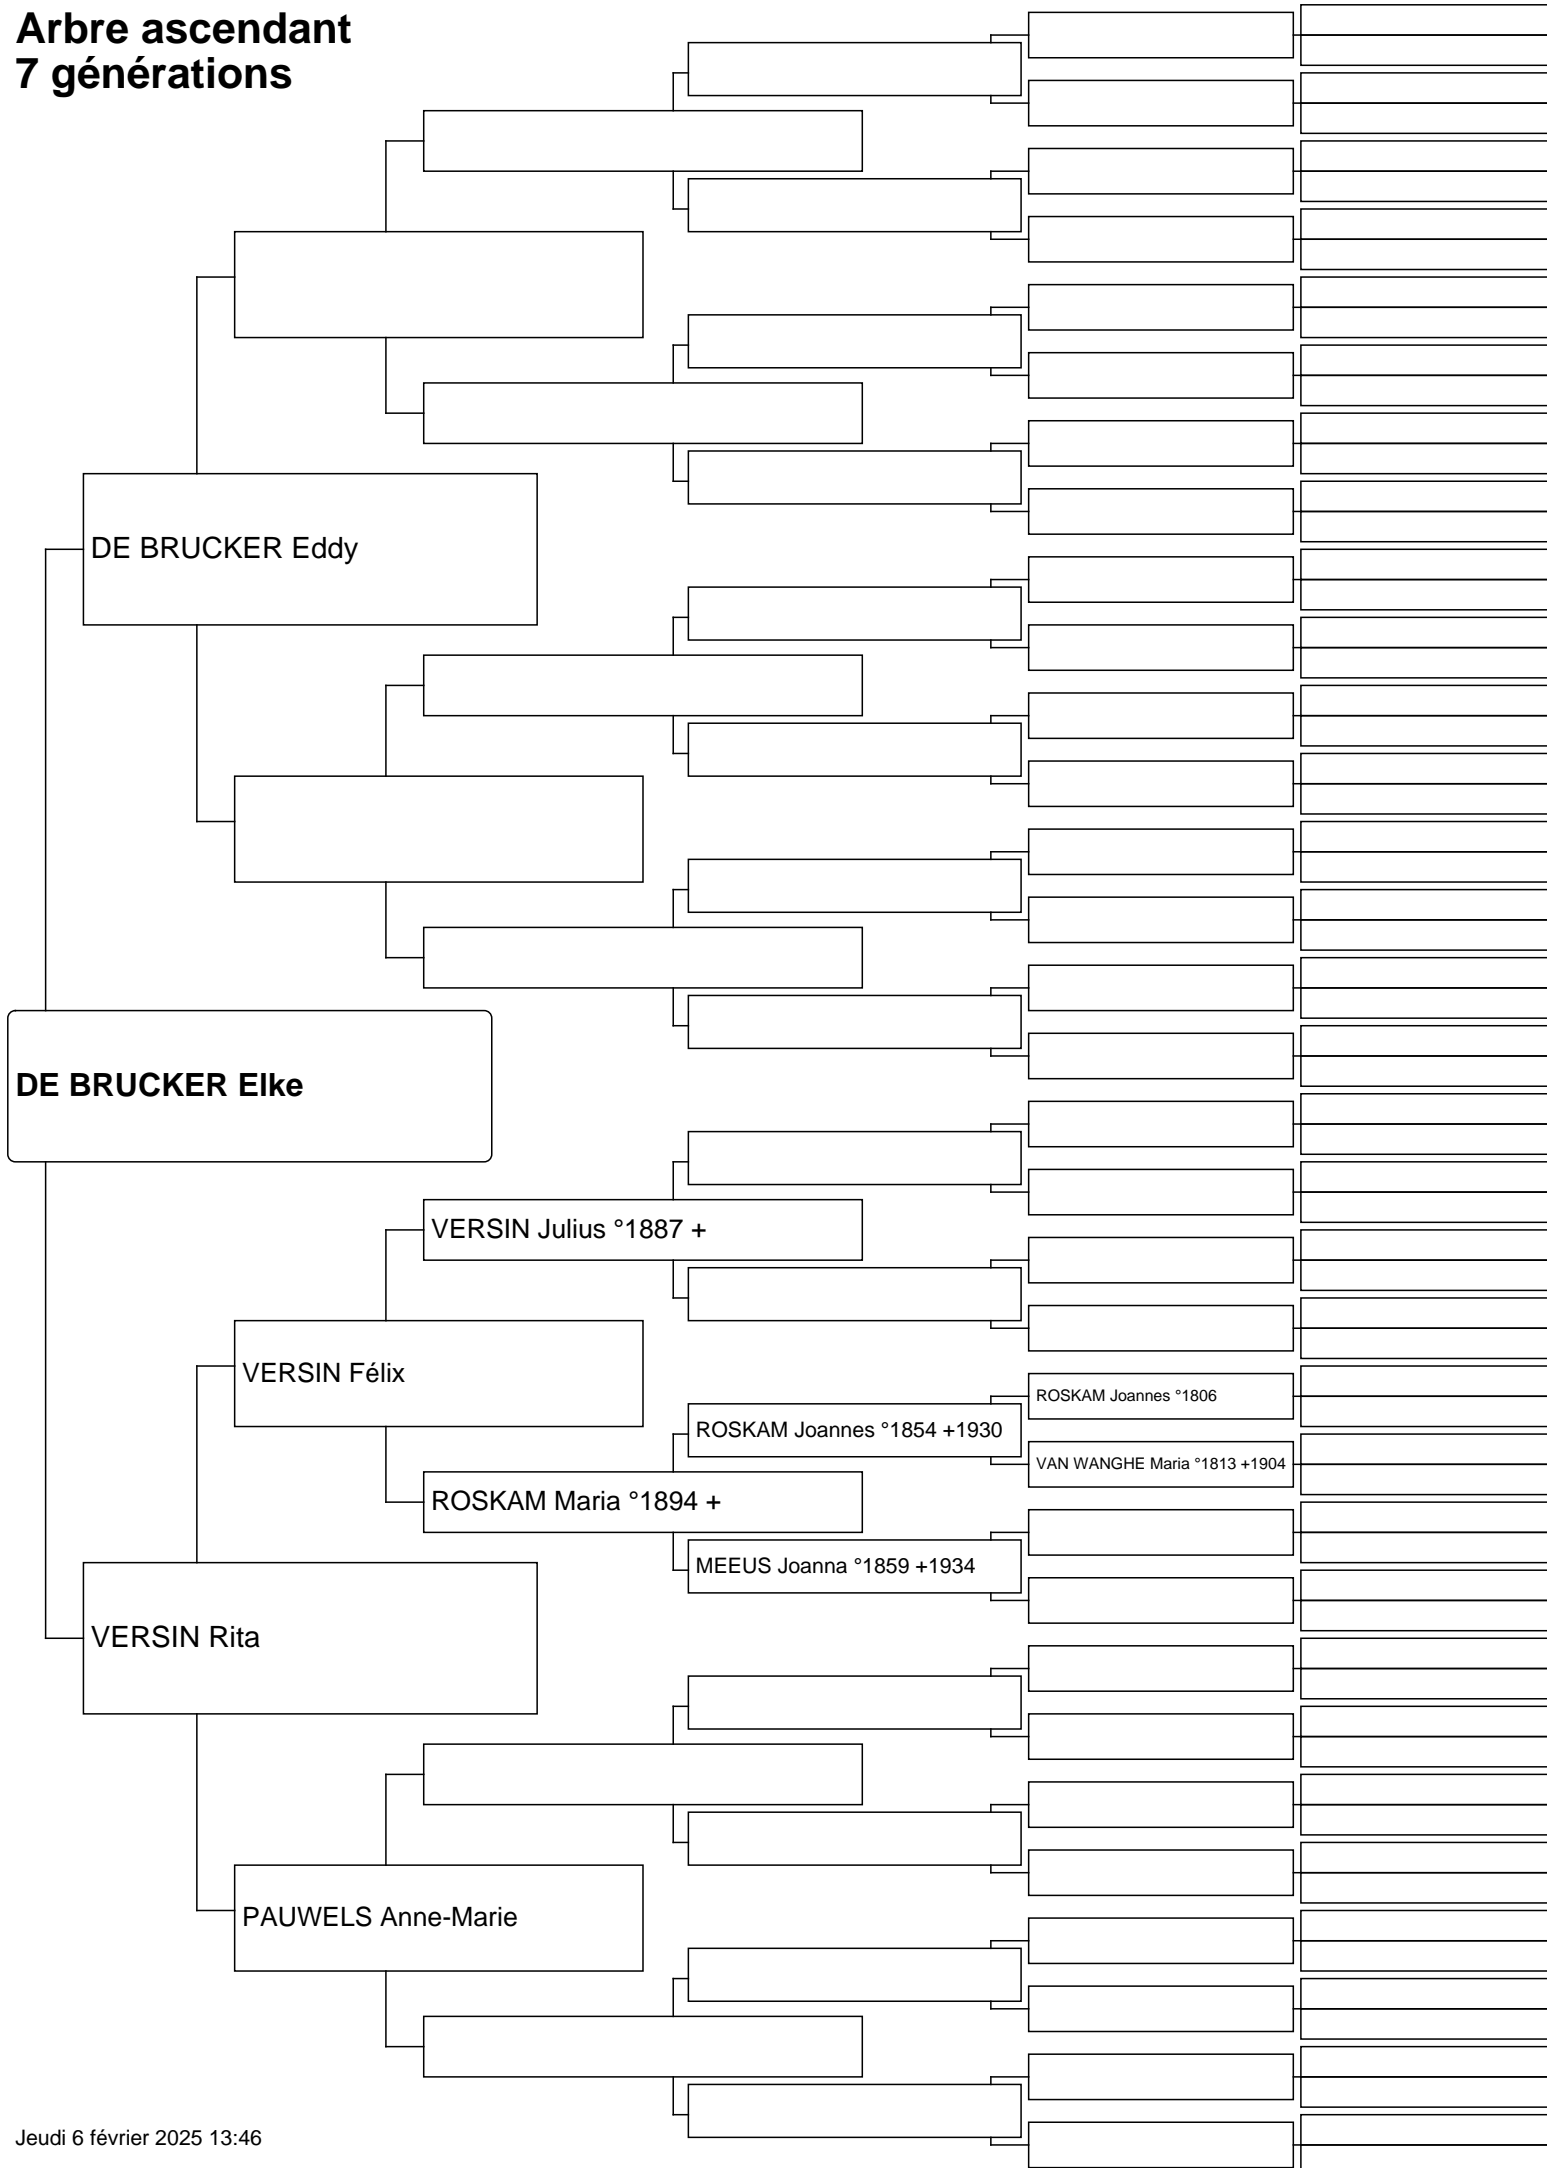 Arbre ascendant
7 générations
DE BRUCKER Eddy
DE BRUCKER Elke
VERSIN Julius °1887 +
VERSIN Félix
ROSKAM Joannes °1806
ROSKAM Joannes °1854 +1930
VAN WANGHE Maria °1813 +1904
ROSKAM Maria °1894 +
MEEUS Joanna °1859 +1934
VERSIN Rita
PAUWELS Anne-Marie
Jeudi 6 février 2025 13:46